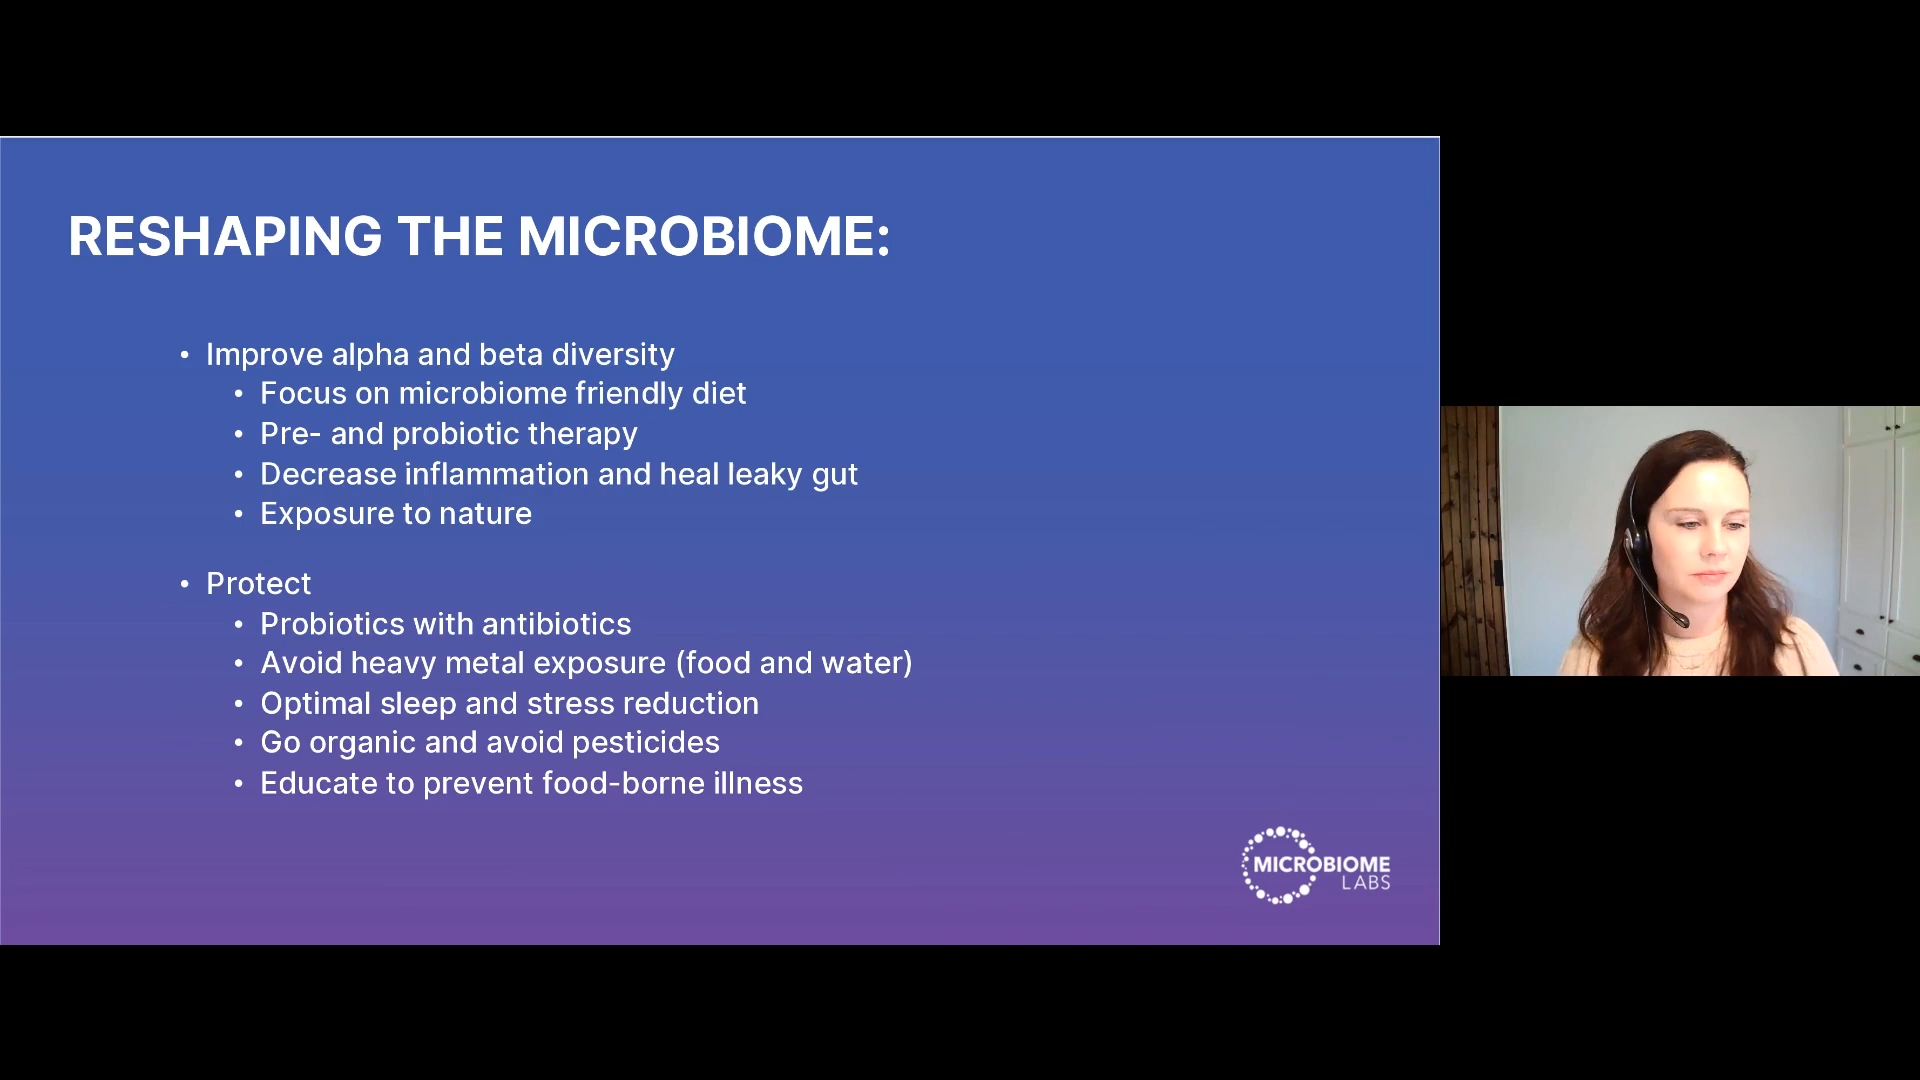 RESHAPING THE MICROBIOME:
• Improve alpha and beta diversity
• Focus on microbiome friendly diet
• Pre- and probiotic therapy
• Decrease inflammation and heal leaky gut
• Exposure to nature
• Protect
• Probiotics with antibiotics
• Avoid heavy metal exposure (food and water)
• Optimal sleep and stress reduction
• Go organic and avoid pesticides
• Educate to prevent food-borne illness
MICROBIOME
LABS